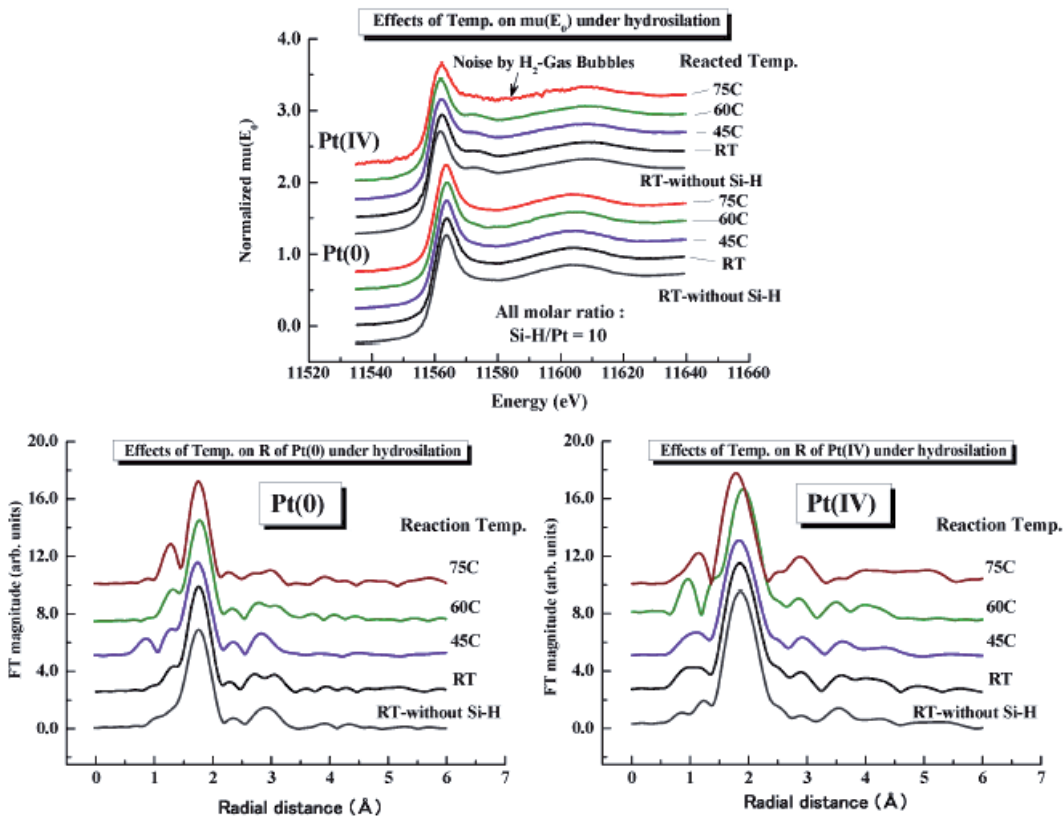 Effects of Temp. on mu(E₀) under hydrosilation
4.0
3.0
2.0
1.0
0.0
Normalized mu(E₀)
Noise by H₂-Gas Bubbles
Reacted Temp.
75C
60C
45C
RT
RT-without Si-H
Pt(IV)
75C
60C
45C
RT
RT-without Si-H
Pt(0)
All molar ratio :
Si-H/Pt = 10
11520 11540 11560 11580 11600 11620 11640 11660
Energy (eV)
Effects of Temp. on R of Pt(0) under hydrosilation
20.0
16.0
12.0
8.0
4.0
0.0
FT magnitude (arb. units)
Pt(0)
Reaction Temp.
75C
60C
45C
RT
RT-without Si-H
0 1 2 3 4 5 6 7
Radial distance (Å)
Effects of Temp. on R of Pt(IV) under hydrosilation
20.0
16.0
12.0
8.0
4.0
0.0
FT magnitude (arb. units)
Pt(IV)
Reaction Temp.
75C
60C
45C
RT
RT-without Si-H
0 1 2 3 4 5 6 7
Radial distance (Å)